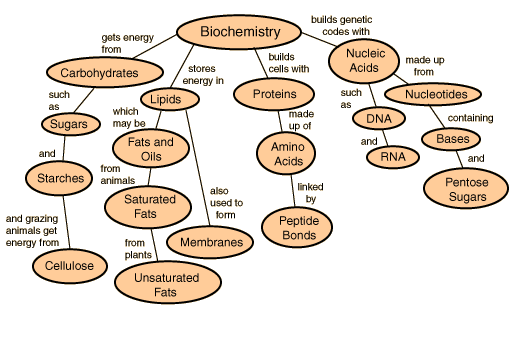 Biochemistry
gets energy
from
stores
energy in
builds
cells with
builds genetic
codes with
Carbohydrates
Lipids
Proteins
Nucleic
Acids
such
as
which
may be
made
up of
such
as
made up
from
Sugars
Fats and
Oils
Amino
Acids
DNA
Nucleotides
and
from
animals
also
used to
form
linked
by
and
containing
Starches
Saturated
Fats
Membranes
Peptide
Bonds
RNA
Bases
and grazing
animals get
energy from
from
plants
and
Cellulose
Unsaturated
Fats
Pentose
Sugars